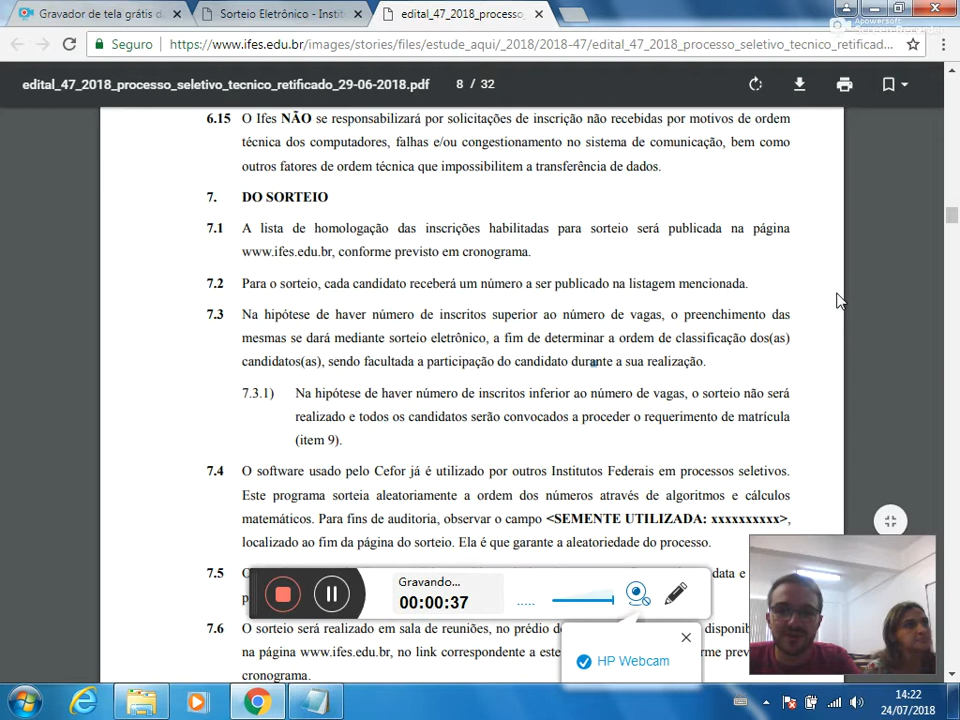 Gravador de tela grátis d
Sorteio Eletrônico - Institu
edital_47_2018_processo_
Apowersoft
Seguro
https://www.ifes.edu.br/images/stories/files/estude_aqui/_2018/2018-47/edital_47_2018_processo_seletivo_tecnico_retificad...
edital_47_2018_processo_seletivo_tecnico_retificado_29-06-2018.pdf
8 / 32
6.15 O Ifes NÃO se responsabilizará por solicitações de inscrição não recebidas por motivos de ordem
técnica dos computadores, falhas e/ou congestionamento no sistema de comunicação, bem como
outros fatores de ordem técnica que impossibilitem a transferência de dados.
7. DO SORTEIO
7.1 A lista de homologação das inscrições habilitadas para sorteio será publicada na página
www.ifes.edu.br, conforme previsto em cronograma.
7.2 Para o sorteio, cada candidato receberá um número a ser publicado na listagem mencionada.
7.3 Na hipótese de haver número de inscritos superior ao número de vagas, o preenchimento das
mesmas se dará mediante sorteio eletrônico, a fim de determinar a ordem de classificação dos(as)
candidatos(as), sendo facultada a participação do candidato durante a sua realização.
7.3.1) Na hipótese de haver número de inscritos inferior ao número de vagas, o sorteio não será
realizado e todos os candidatos serão convocados a proceder o requerimento de matrícula
(item 9).
7.4 O software usado pelo Cefor já é utilizado por outros Institutos Federais em processos seletivos.
Este programa sorteia aleatoriamente a ordem dos números através de algoritmos e cálculos
matemáticos. Para fins de auditoria, observar o campo <SEMENTE UTILIZADA: xxxxxxxxxx>,
localizado ao fim da página do sorteio. Ela é que garante a aleatoriedade do processo.
7.5 O
data e
p
Gravando...
00:00:37
7.6 O sorteio será realizado em sala de reuniões, no prédio d
disponib
na página www.ifes.edu.br, no link correspondente a este
rme prev
cronograma.
HP Webcam
14:22
24/07/2018